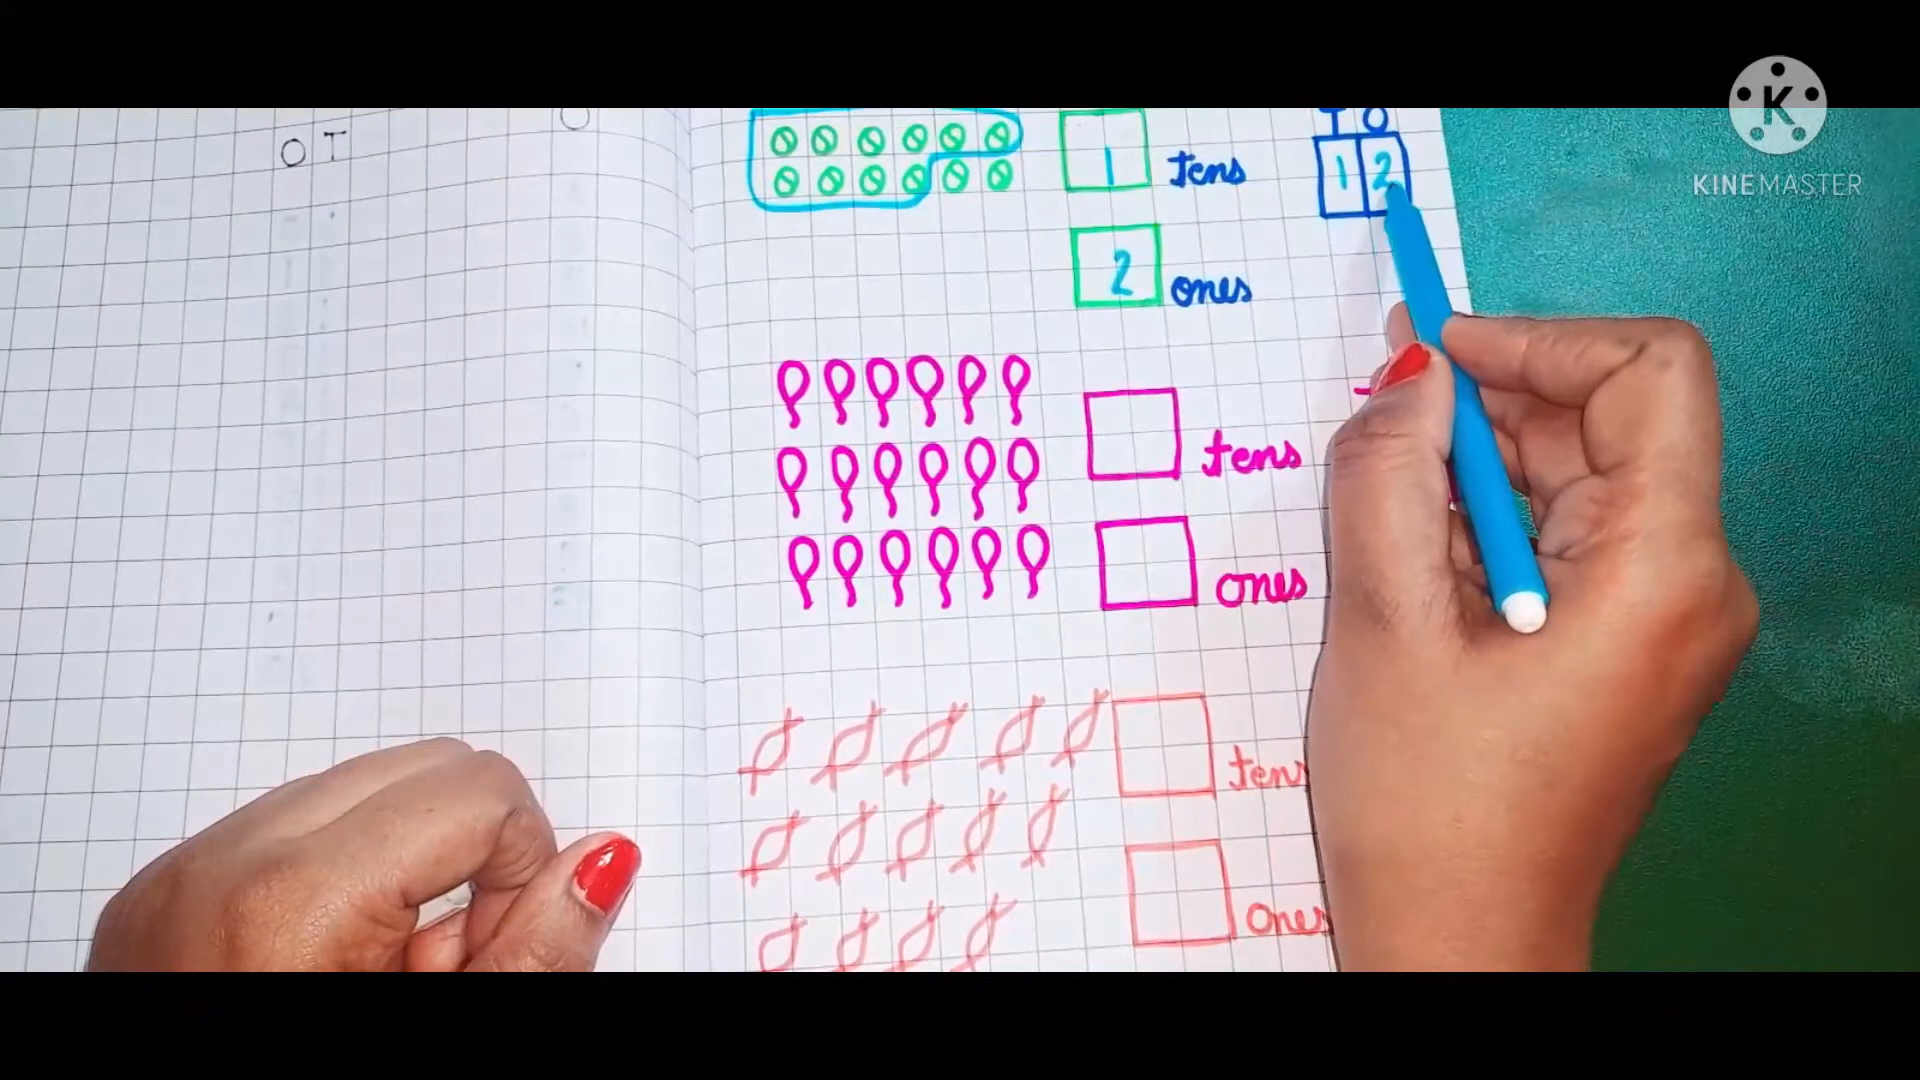 O T
1 tens
T O
1 2
2 ones
tens
ones
tens
ones
KINEMASTER